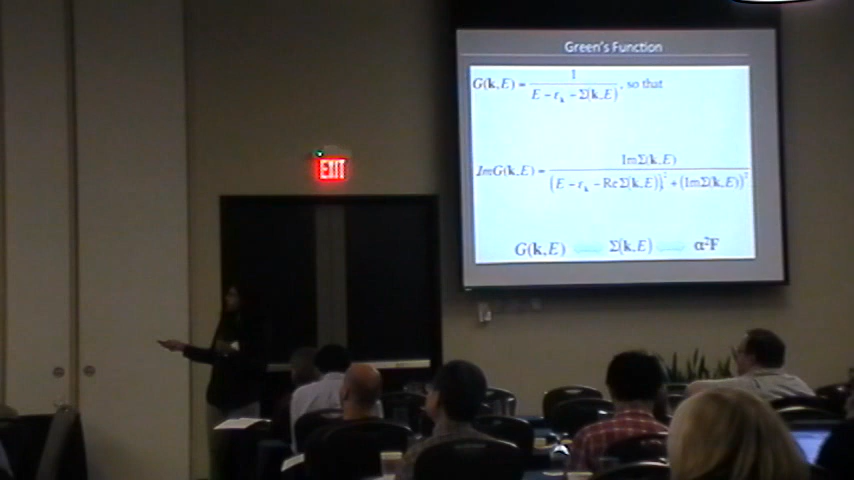 Green's Function
G(k,E) = 1 / (E − ε_k − Σ(k,E)), so that
ImG(k,E) = ImΣ(k,E) / ((E − ε_k − ReΣ(k,E))² + (ImΣ(k,E))²)
G(k,E) Σ(k,E) α²F
EXIT